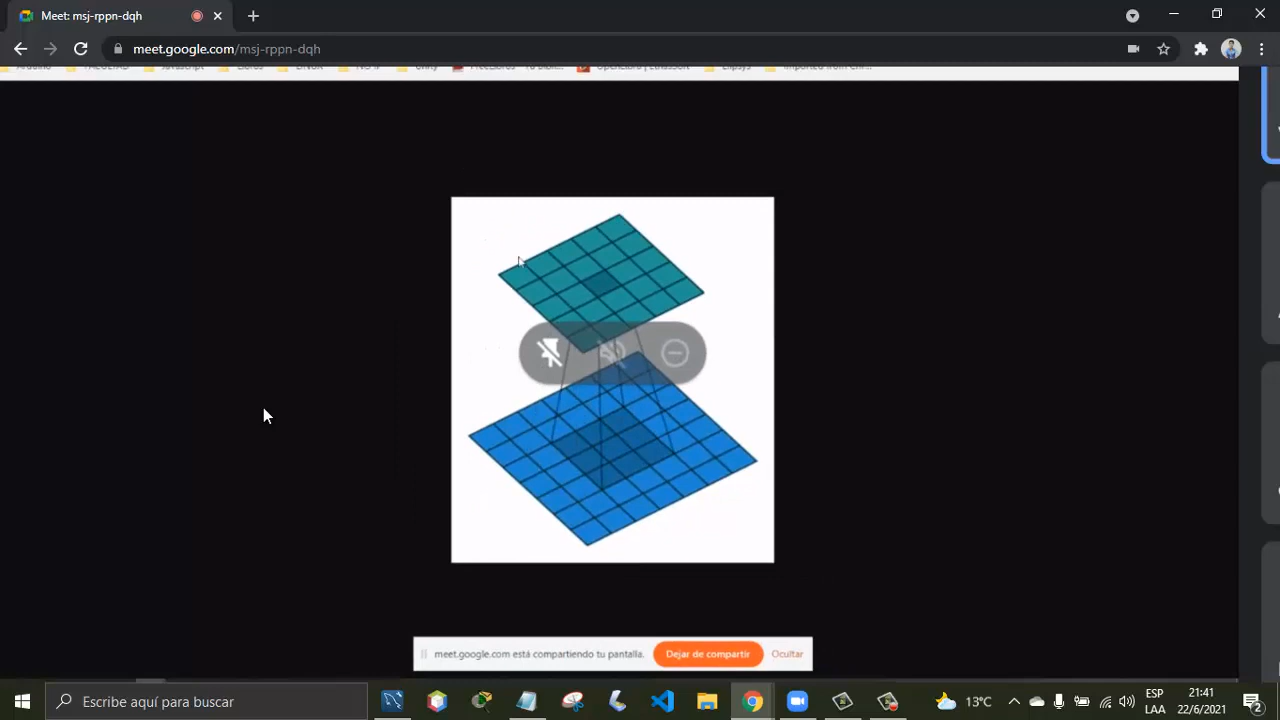 Meet: msj-rppn-dqh
meet.google.com/msj-rppn-dqh
meet.google.com está compartiendo tu pantalla.
Dejar de compartir
Ocultar
Escribe aquí para buscar
13°C
ESP
LAA
21:41
22/6/2021
2